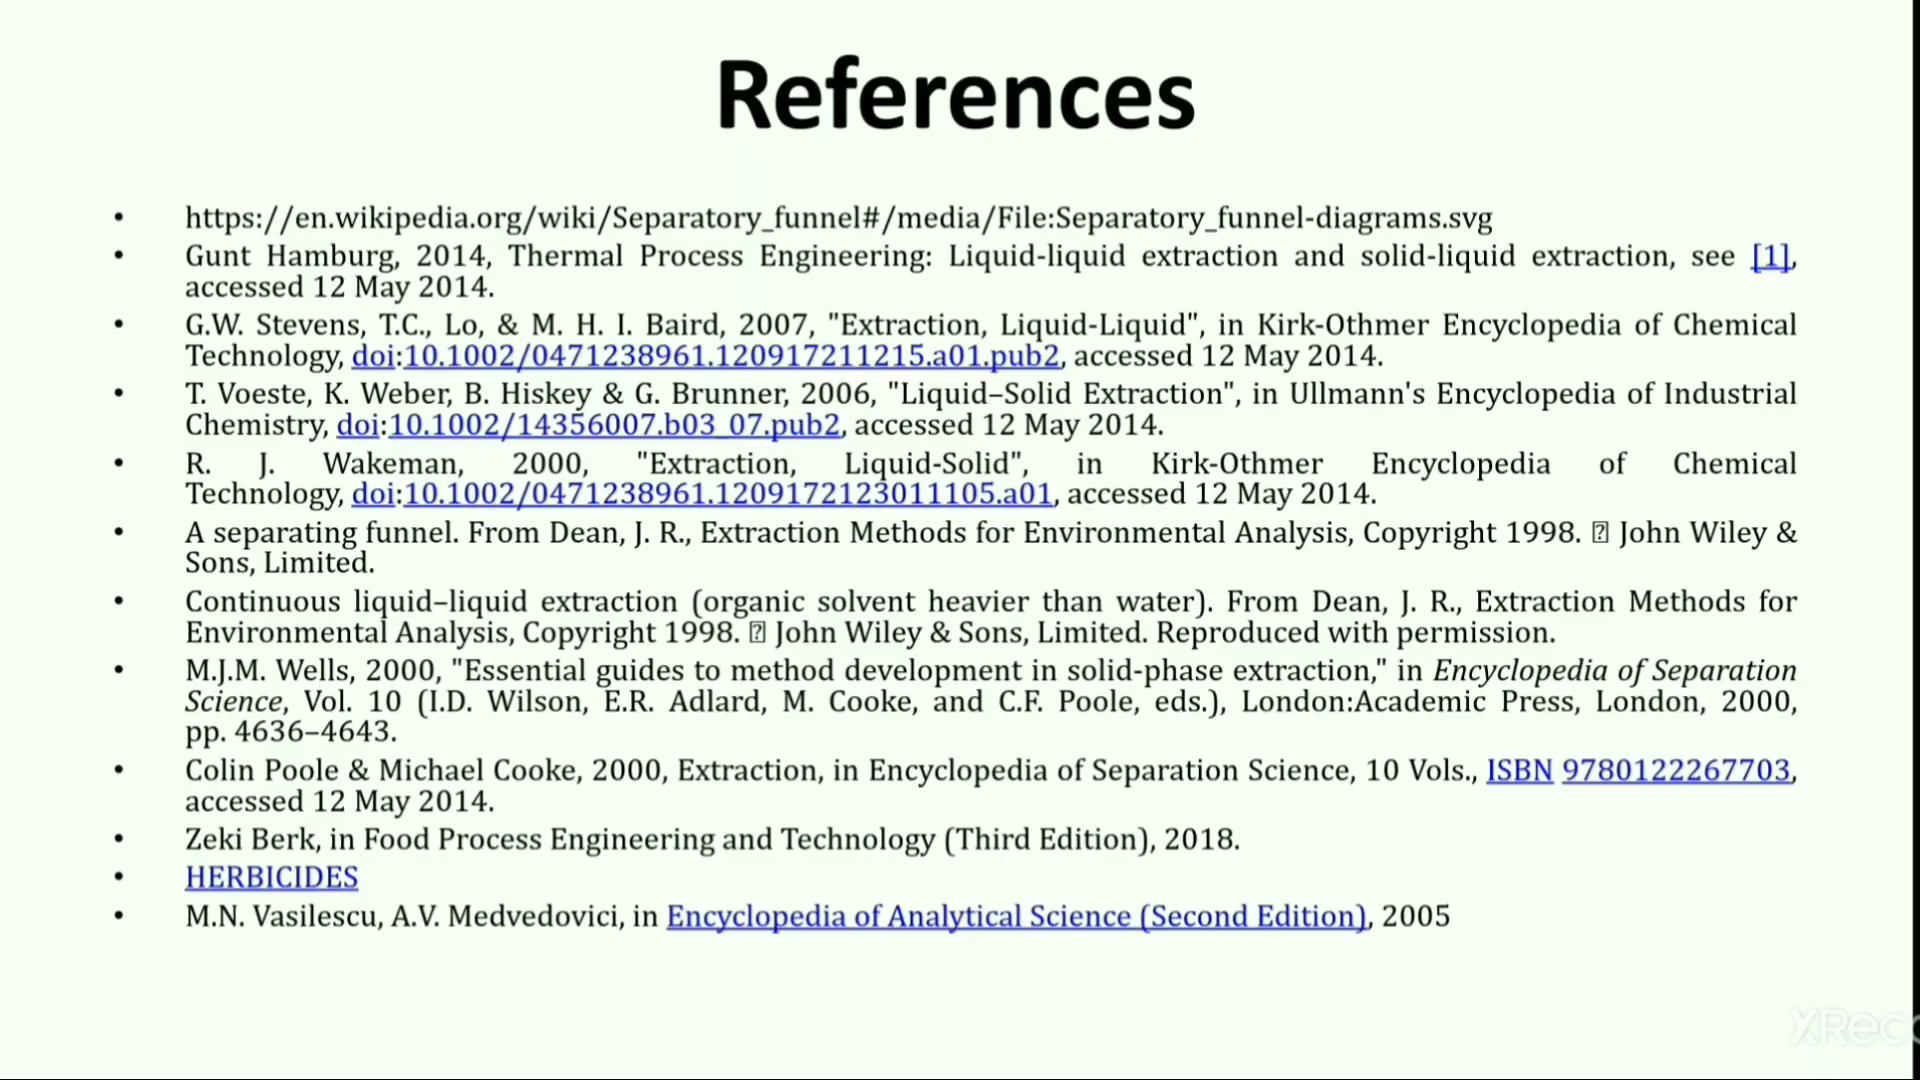 References
• https://en.wikipedia.org/wiki/Separatory_funnel#/media/File:Separatory_funnel-diagrams.svg
• Gunt Hamburg, 2014, Thermal Process Engineering: Liquid-liquid extraction and solid-liquid extraction, see [1],
accessed 12 May 2014.
• G.W. Stevens, T.C., Lo, & M. H. I. Baird, 2007, "Extraction, Liquid-Liquid", in Kirk-Othmer Encyclopedia of Chemical
Technology, doi:10.1002/0471238961.120917211215.a01.pub2, accessed 12 May 2014.
• T. Voeste, K. Weber, B. Hiskey & G. Brunner, 2006, "Liquid–Solid Extraction", in Ullmann's Encyclopedia of Industrial
Chemistry, doi:10.1002/14356007.b03_07.pub2, accessed 12 May 2014.
• R. J. Wakeman, 2000, "Extraction, Liquid-Solid", in Kirk-Othmer Encyclopedia of Chemical
Technology, doi:10.1002/0471238961.1209172123011105.a01, accessed 12 May 2014.
• A separating funnel. From Dean, J. R., Extraction Methods for Environmental Analysis, Copyright 1998. ⍰ John Wiley &
Sons, Limited.
• Continuous liquid–liquid extraction (organic solvent heavier than water). From Dean, J. R., Extraction Methods for
Environmental Analysis, Copyright 1998. ⍰ John Wiley & Sons, Limited. Reproduced with permission.
• M.J.M. Wells, 2000, "Essential guides to method development in solid-phase extraction," in Encyclopedia of Separation
Science, Vol. 10 (I.D. Wilson, E.R. Adlard, M. Cooke, and C.F. Poole, eds.), London:Academic Press, London, 2000,
pp. 4636–4643.
• Colin Poole & Michael Cooke, 2000, Extraction, in Encyclopedia of Separation Science, 10 Vols., ISBN 9780122267703,
accessed 12 May 2014.
• Zeki Berk, in Food Process Engineering and Technology (Third Edition), 2018.
• HERBICIDES
• M.N. Vasilescu, A.V. Medvedovici, in Encyclopedia of Analytical Science (Second Edition), 2005